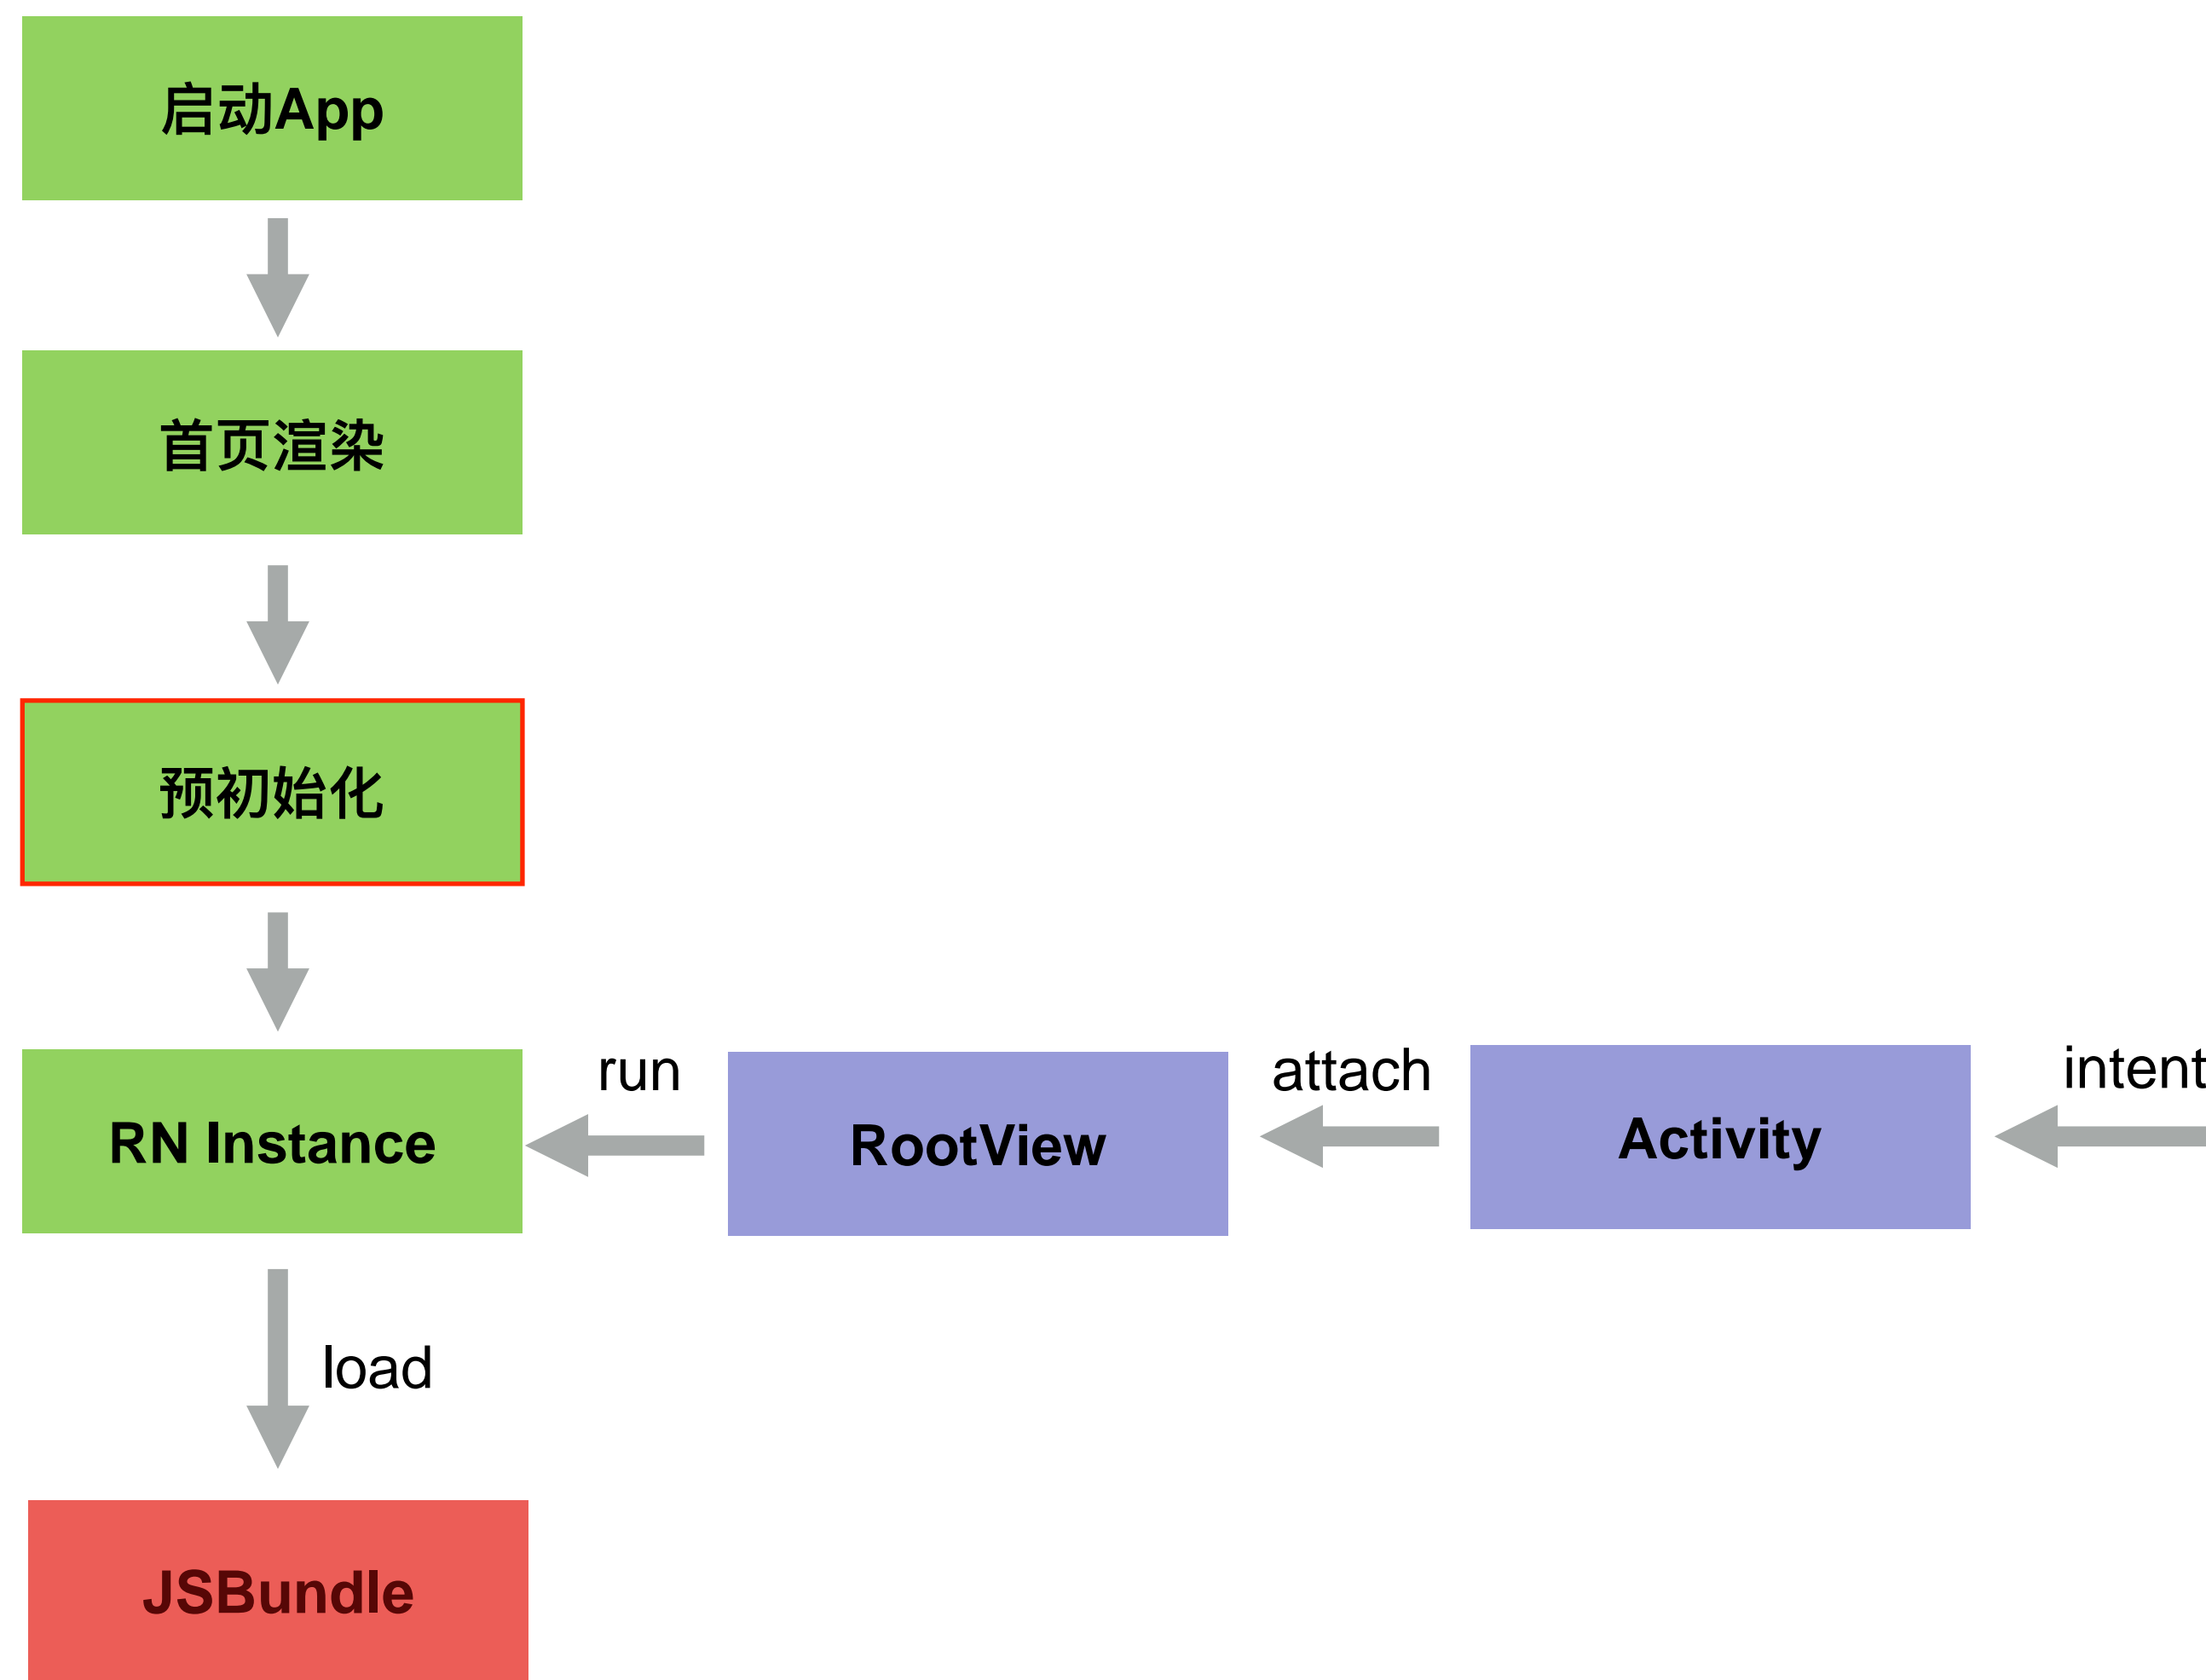 启动App
首页渲染
预初始化
run
attach
intent
RN Instance
RootView
Activity
load
JSBundle